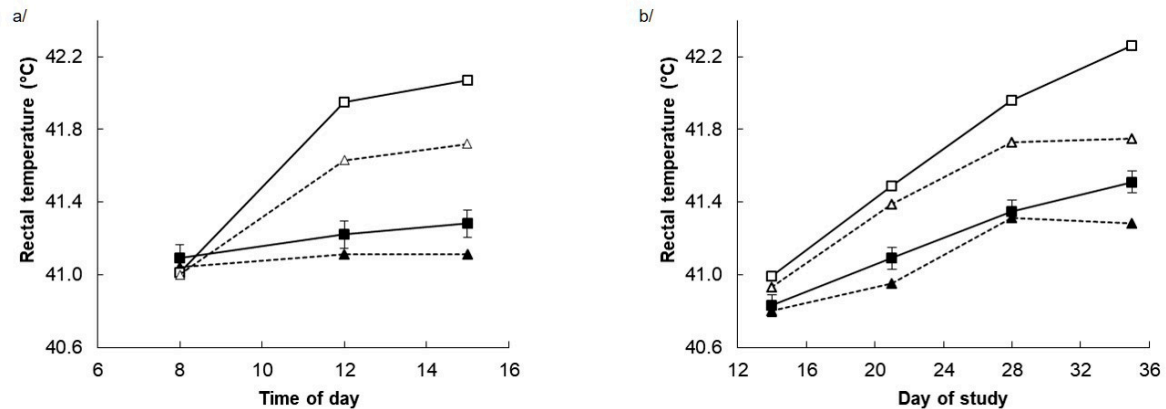 a/
Rectal temperature (°C)
42.2
41.8
41.4
41.0
40.6
6 8 10 12 14 16
Time of day
b/
Rectal temperature (°C)
42.2
41.8
41.4
41.0
40.6
12 16 20 24 28 32 36
Day of study